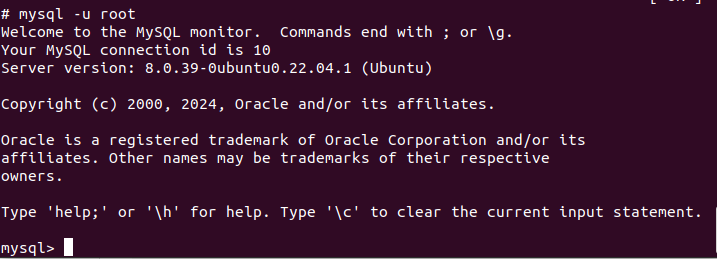 # mysql -u root
Welcome to the MySQL monitor.  Commands end with ; or \g.
Your MySQL connection id is 10
Server version: 8.0.39-0ubuntu0.22.04.1 (Ubuntu)
Copyright (c) 2000, 2024, Oracle and/or its affiliates.
Oracle is a registered trademark of Oracle Corporation and/or its
affiliates. Other names may be trademarks of their respective
owners.
Type 'help;' or '\h' for help. Type '\c' to clear the current input statement.
mysql>